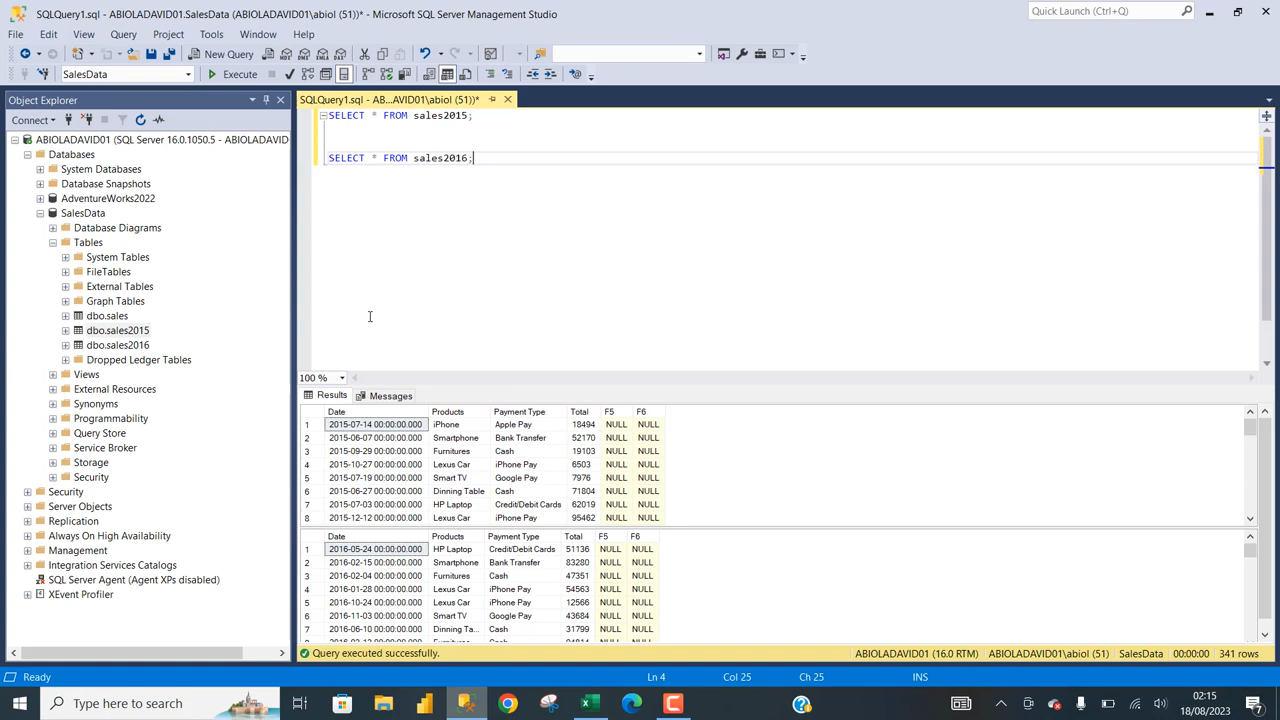 SQLQuery1.sql - ABIOLADAVID01.SalesData (ABIOLADAVID01\abiol (51))* - Microsoft SQL Server Management Studio
Quick Launch (Ctrl+Q)
File Edit View Query Project Tools Window Help
New Query
MDX DMX XMLA DAX
SalesData Execute
Object Explorer
Connect
ABIOLADAVID01 (SQL Server 16.0.1050.5 - ABIOLADAVID
Databases
System Databases
Database Snapshots
AdventureWorks2022
SalesData
Database Diagrams
Tables
System Tables
FileTables
External Tables
Graph Tables
dbo.sales
dbo.sales2015
dbo.sales2016
Dropped Ledger Tables
Views
External Resources
Synonyms
Programmability
Query Store
Service Broker
Storage
Security
Security
Server Objects
Replication
Always On High Availability
Management
Integration Services Catalogs
SQL Server Agent (Agent XPs disabled)
XEvent Profiler
SQLQuery1.sql - AB...AVID01\abiol (51))*
SELECT * FROM sales2015;
SELECT * FROM sales2016;
100 %
Results Messages
Date Products Payment Type Total F5 F6
1 2015-07-14 00:00:00.000 iPhone Apple Pay 18494 NULL NULL
2 2015-06-07 00:00:00.000 Smartphone Bank Transfer 52170 NULL NULL
3 2015-09-29 00:00:00.000 Furnitures Cash 19103 NULL NULL
4 2015-10-27 00:00:00.000 Lexus Car iPhone Pay 6503 NULL NULL
5 2015-07-19 00:00:00.000 Smart TV Google Pay 7976 NULL NULL
6 2015-06-27 00:00:00.000 Dinning Table Cash 71804 NULL NULL
7 2015-07-03 00:00:00.000 HP Laptop Credit/Debit Cards 62019 NULL NULL
8 2015-12-12 00:00:00.000 Lexus Car iPhone Pay 95462 NULL NULL
Date Products Payment Type Total F5 F6
1 2016-05-24 00:00:00.000 HP Laptop Credit/Debit Cards 51136 NULL NULL
2 2016-02-15 00:00:00.000 Smartphone Bank Transfer 83280 NULL NULL
3 2016-02-04 00:00:00.000 Furnitures Cash 47351 NULL NULL
4 2016-01-28 00:00:00.000 Lexus Car iPhone Pay 54563 NULL NULL
5 2016-10-24 00:00:00.000 Lexus Car iPhone Pay 12566 NULL NULL
6 2016-11-03 00:00:00.000 Smart TV Google Pay 43684 NULL NULL
7 2016-06-10 00:00:00.000 Dinning Ta... Cash 31799 NULL NULL
Query executed successfully. ABIOLADAVID01 (16.0 RTM) ABIOLADAVID01\abiol (51) SalesData 00:00:00 341 rows
Ready Ln 4 Col 25 Ch 25 INS
Type here to search
02:15
18/08/2023
7